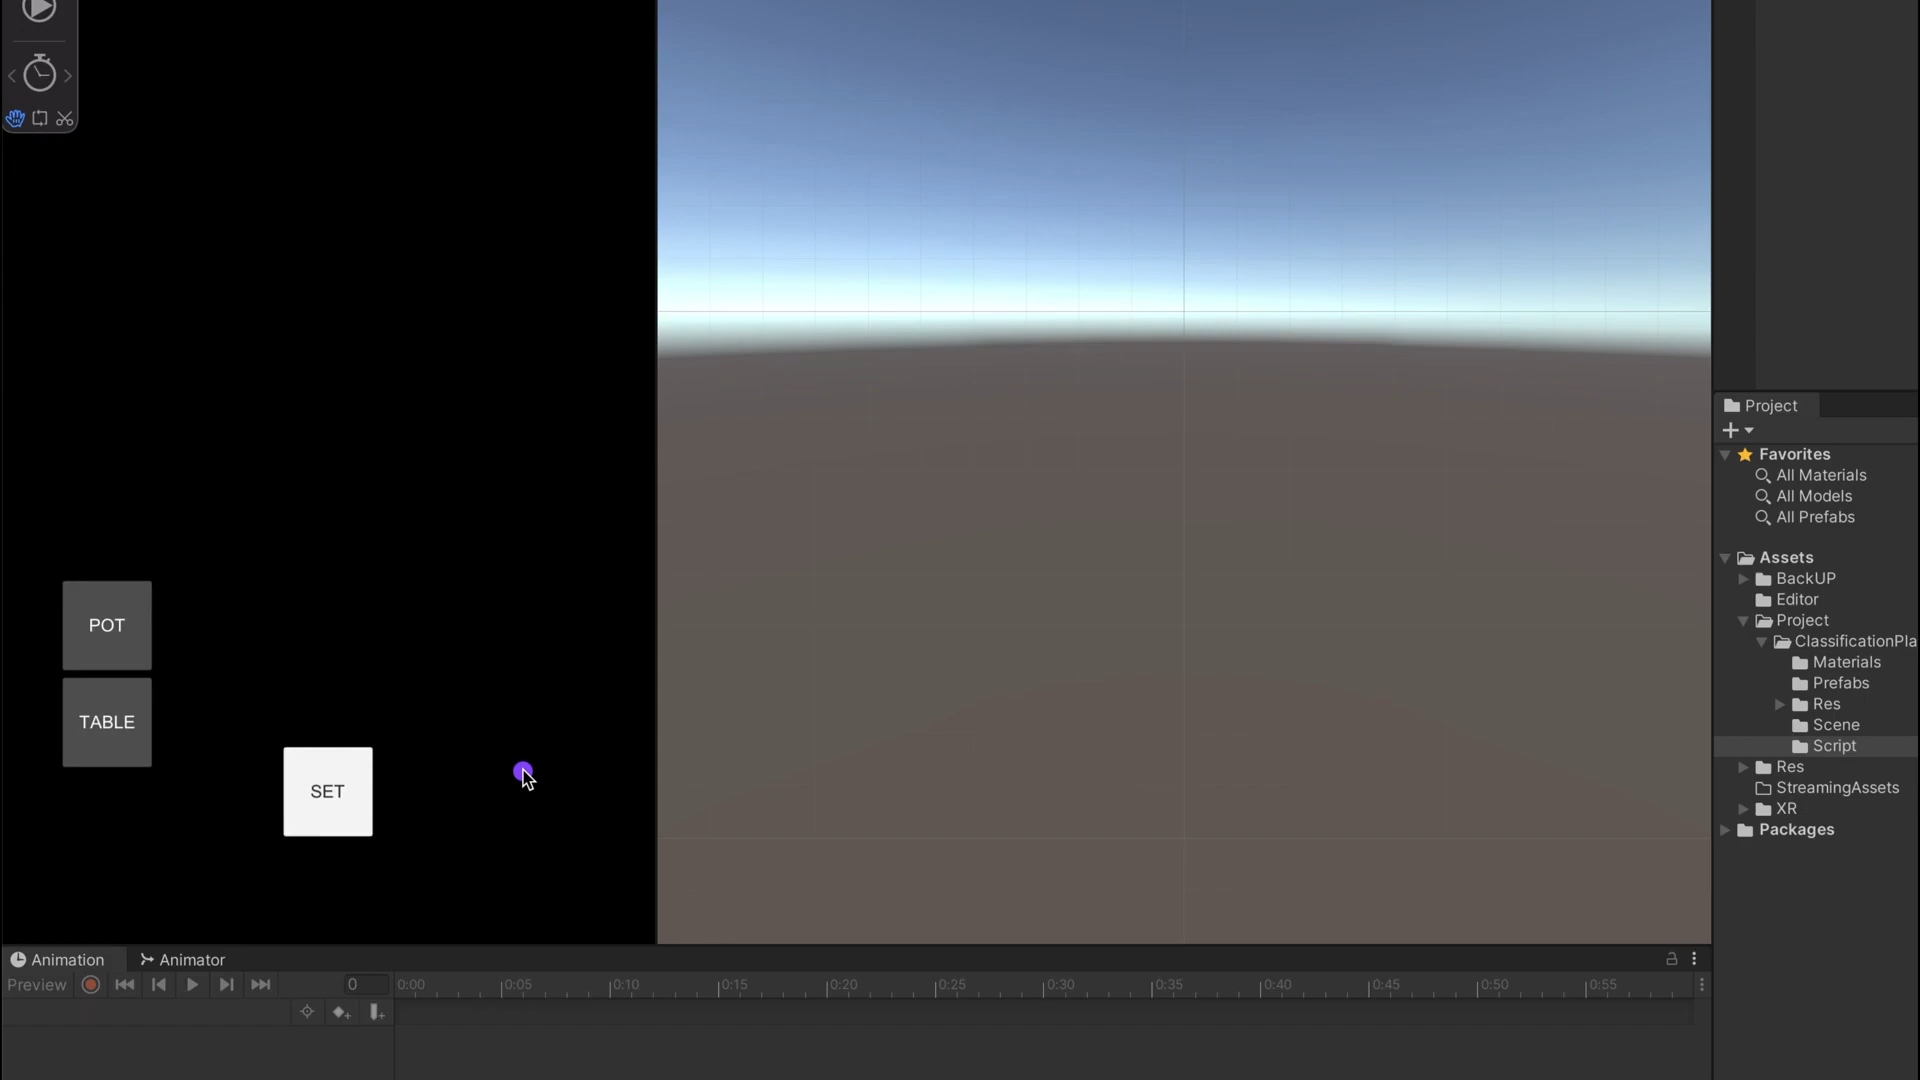 POT
TABLE
SET
Project
Favorites
All Materials
All Models
All Prefabs
Assets
BackUP
Editor
Project
ClassificationPla
Materials
Prefabs
Res
Scene
Script
Res
StreamingAssets
XR
Packages
Animation Animator
Preview 0 0:00 0:05 0:10 0:15 0:20 0:25 0:30 0:35 0:40 0:45 0:50 0:55